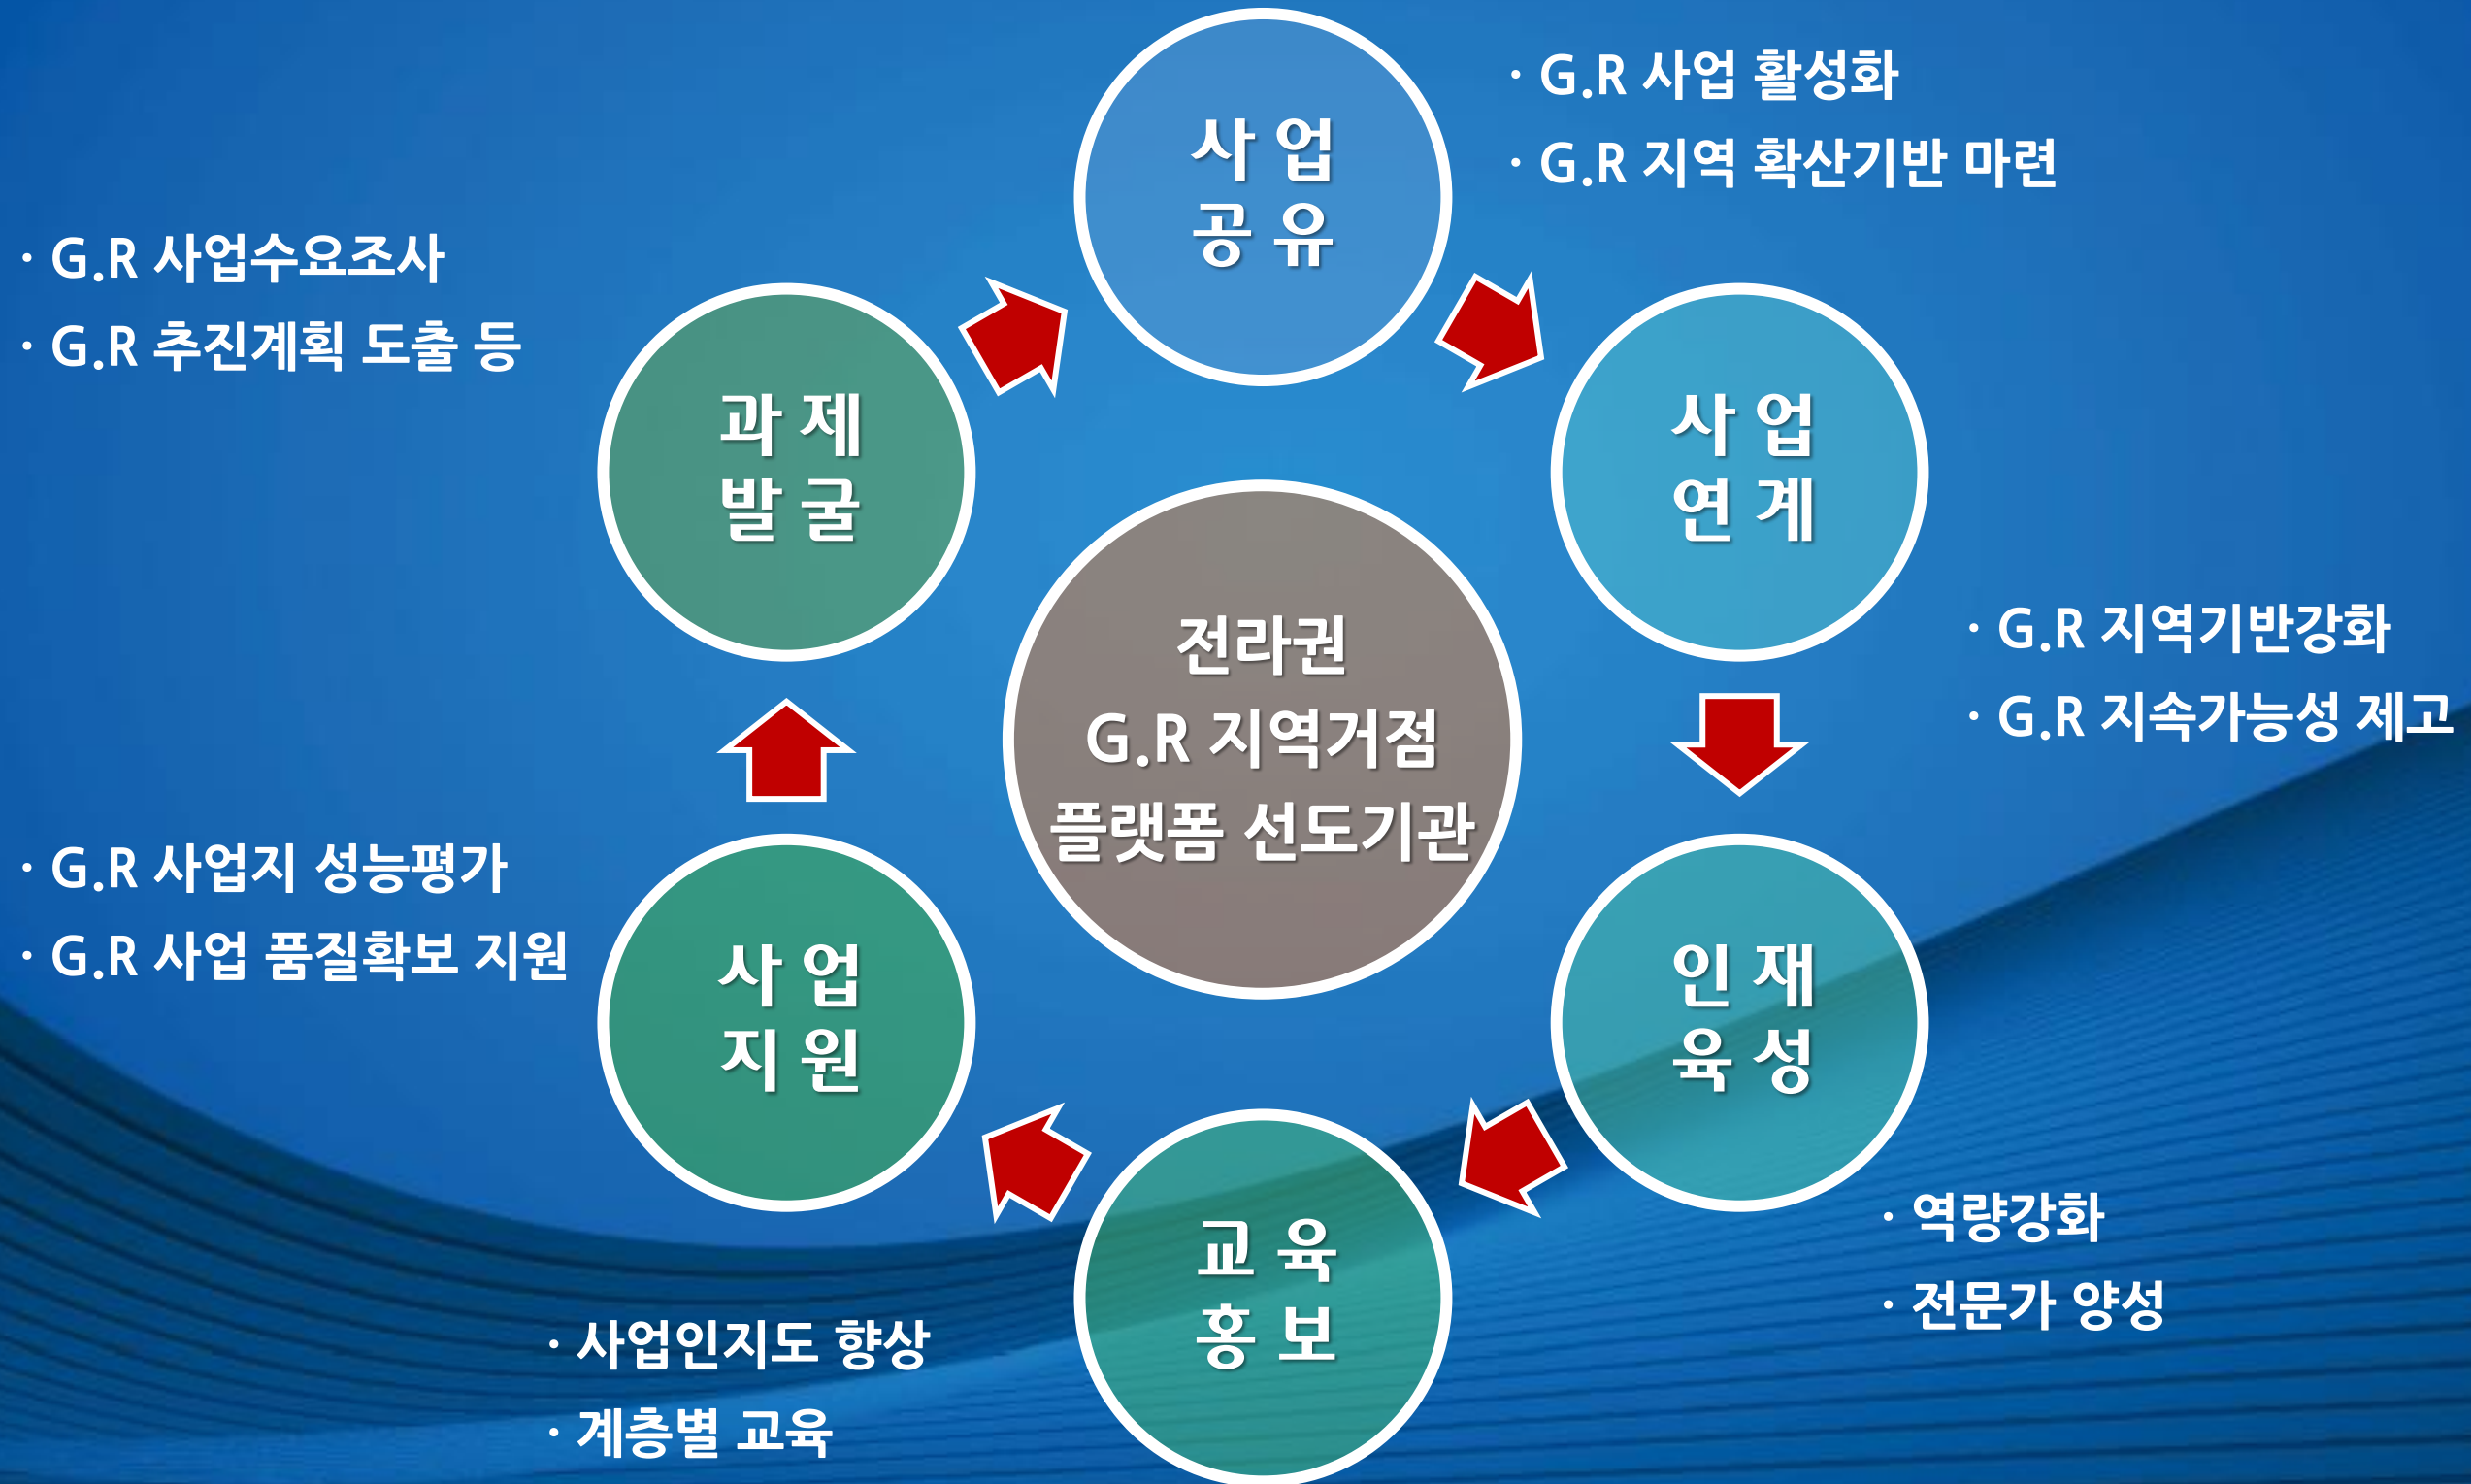 사 업
공 유
· G.R 사업 활성화
· G.R 지역 확산기반 마련
사 업
연 계
· G.R 지역기반강화
· G.R 지속가능성 제고
인 재
육 성
· 역량강화
· 전문가 양성
교 육
홍 보
· 사업인지도 향상
· 계층별 교육
사 업
지 원
· G.R 사업지 성능평가
· G.R 사업 품질확보 지원
과 제
발 굴
· G.R 사업수요조사
· G.R 추진계획 도출 등
전라권
G.R 지역거점
플랫폼 선도기관